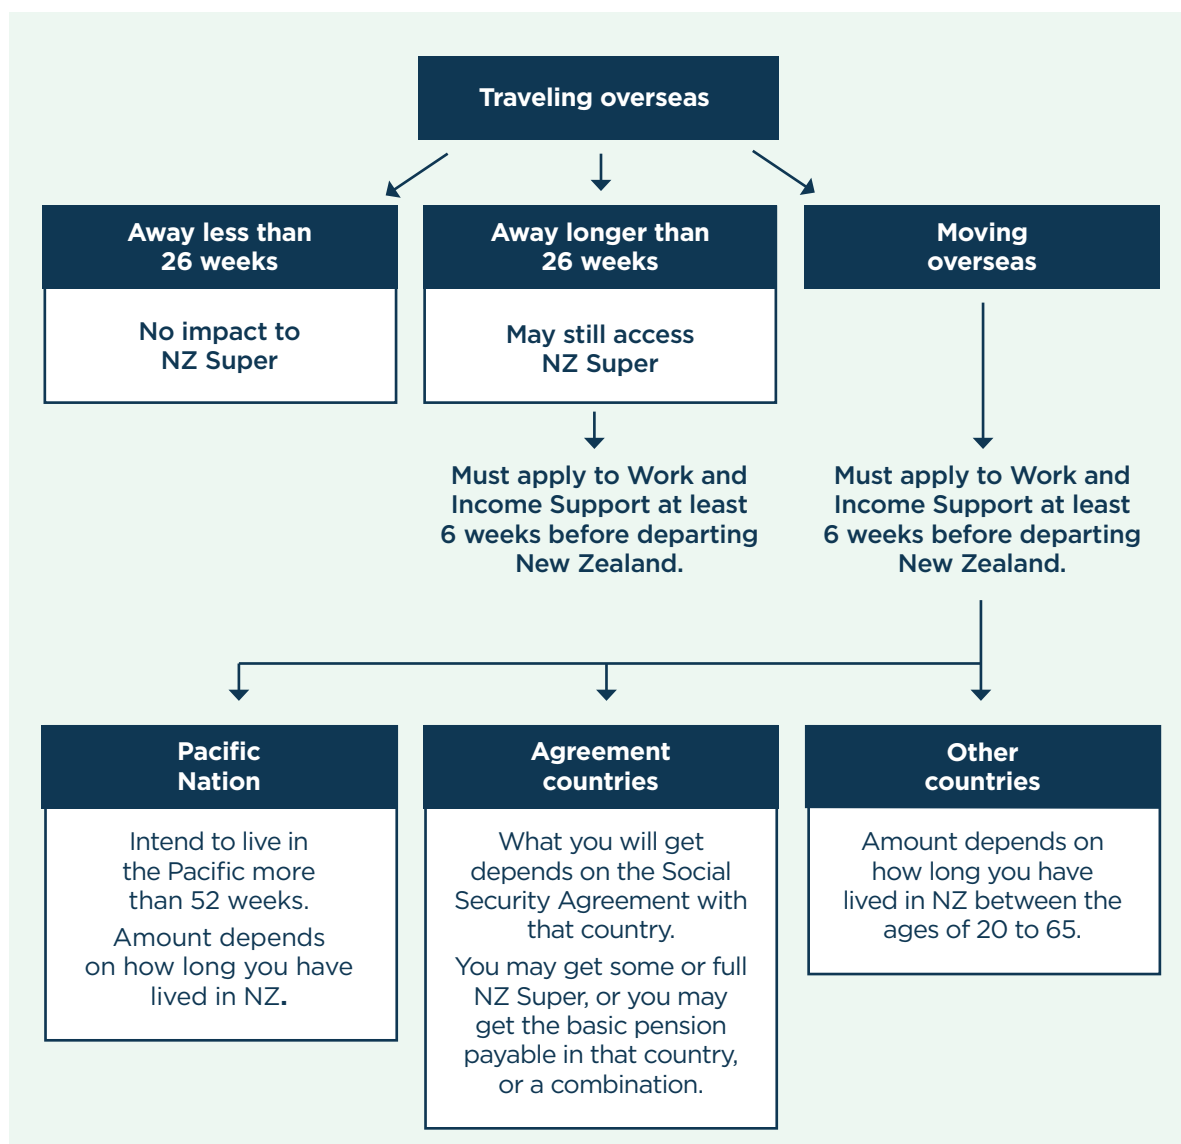 Traveling overseas
Away less than
26 weeks
No impact to
NZ Super
Away longer than
26 weeks
May still access
NZ Super
Must apply to Work and
Income Support at least
6 weeks before departing
New Zealand.
Moving
overseas
Must apply to Work and
Income Support at least
6 weeks before departing
New Zealand.
Pacific
Nation
Intend to live in
the Pacific more
than 52 weeks.
Amount depends
on how long you have
lived in NZ.
Agreement
countries
What you will get
depends on the Social
Security Agreement with
that country.
You may get some or full
NZ Super, or you may
get the basic pension
payable in that country,
or a combination.
Other
countries
Amount depends on
how long you have
lived in NZ between the
ages of 20 to 65.